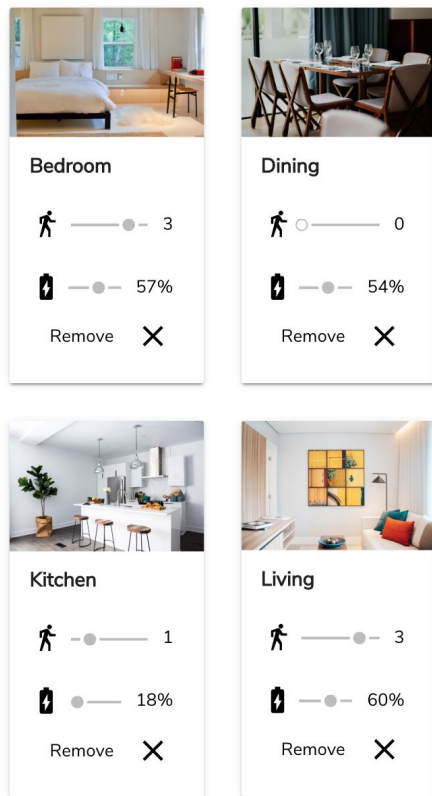 Bedroom
3
57%
Remove
Dining
0
54%
Remove
Kitchen
1
18%
Remove
Living
3
60%
Remove